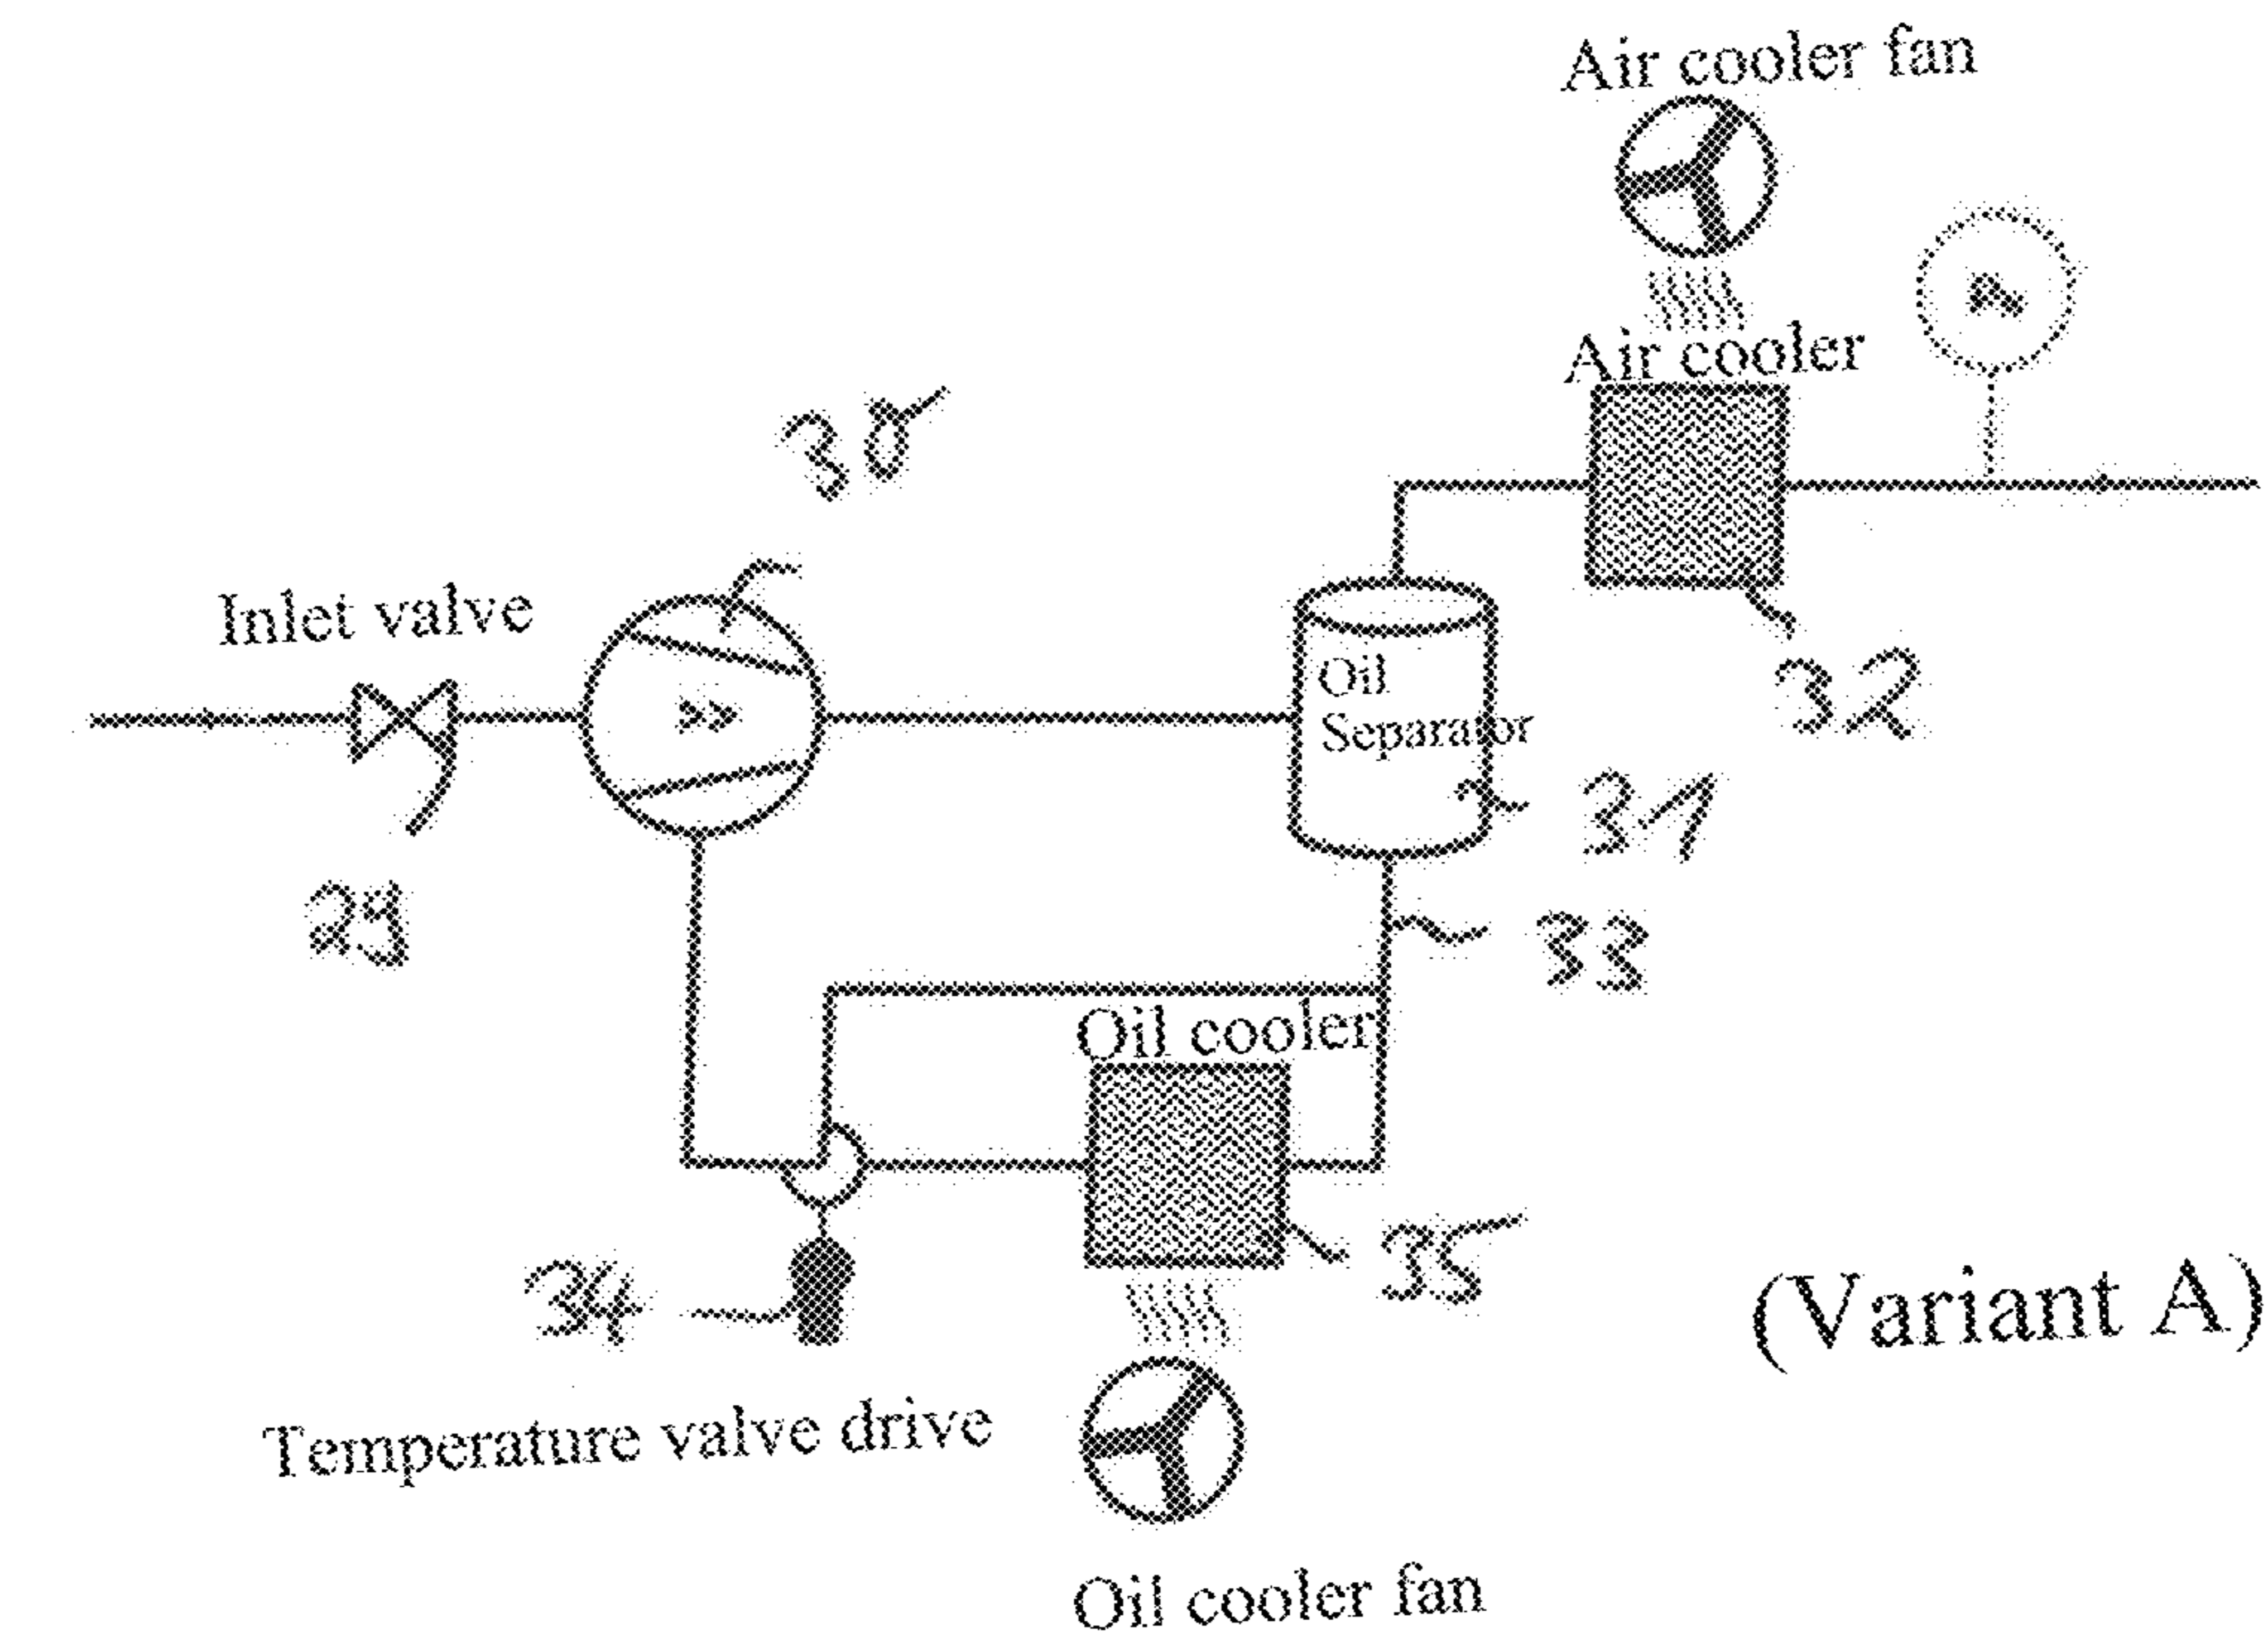 Air cooler fan
Air cooler
30
Inlet valve
Oil
Separator
32
31
29
33
Oil cooler
34
35
(Variant A)
Temperature valve drive
Oil cooler fan